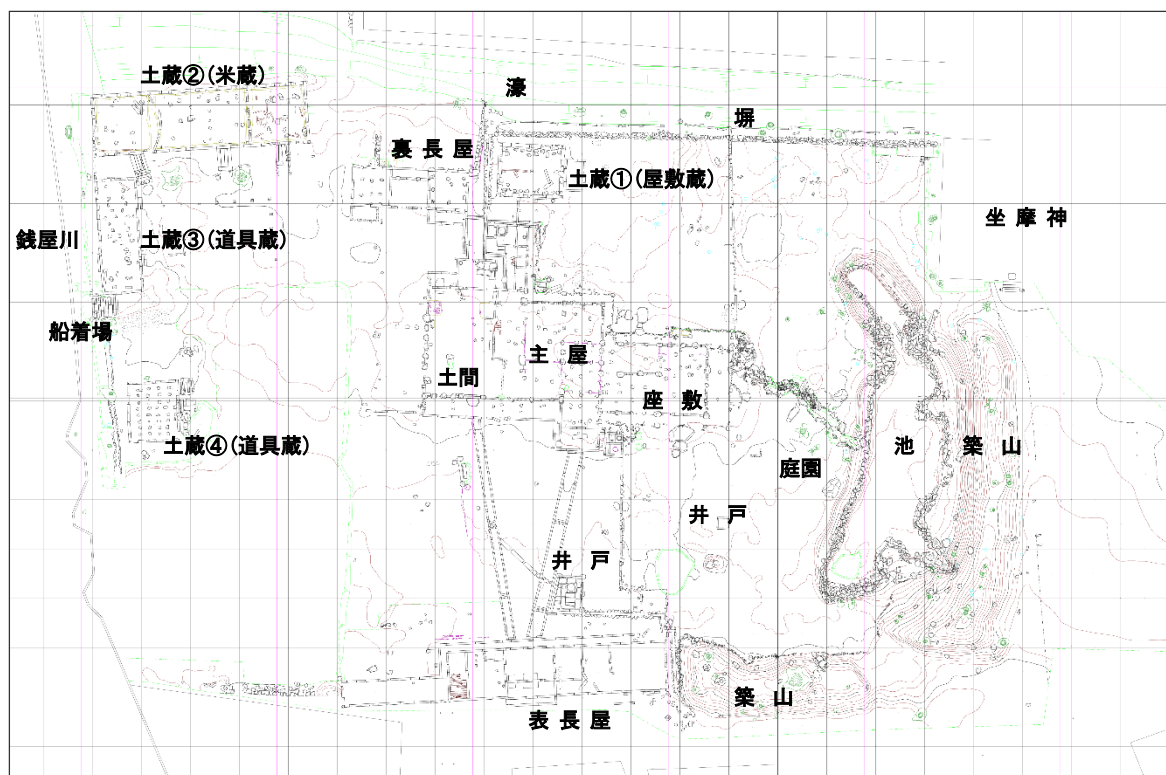 土蔵②(米蔵)
濠
塀
裏長屋
土蔵①(屋敷蔵)
坐摩神
銭屋川
土蔵③(道具蔵)
船着場
主屋
土間
座敷
土蔵④(道具蔵)
庭園
池
築山
井戸
井戸
築山
表長屋